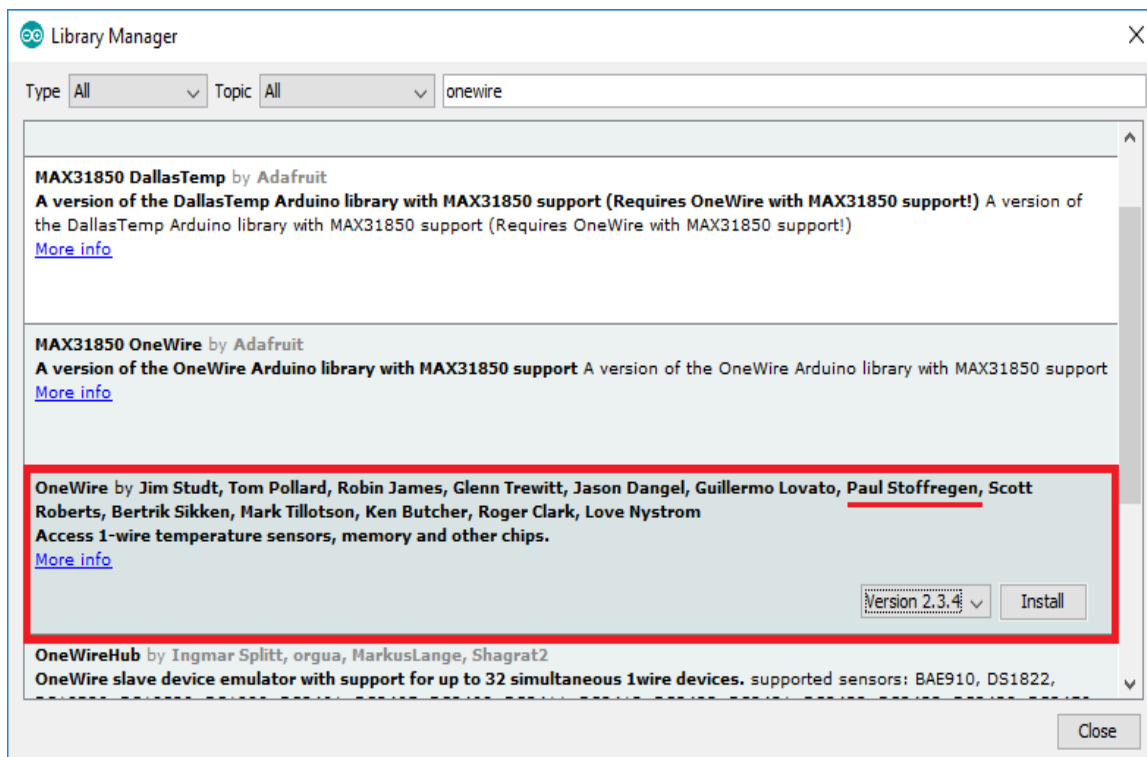 Library Manager
Type All Topic All onewire
MAX31850 DallasTemp by Adafruit
A version of the DallasTemp Arduino library with MAX31850 support (Requires OneWire with MAX31850 support!) A version of
the DallasTemp Arduino library with MAX31850 support (Requires OneWire with MAX31850 support!)
More info
MAX31850 OneWire by Adafruit
A version of the OneWire Arduino library with MAX31850 support A version of the OneWire Arduino library with MAX31850 support
More info
OneWire by Jim Studt, Tom Pollard, Robin James, Glenn Trewitt, Jason Dangel, Guillermo Lovato, Paul Stoffregen, Scott
Roberts, Bertrik Sikken, Mark Tillotson, Ken Butcher, Roger Clark, Love Nystrom
Access 1-wire temperature sensors, memory and other chips.
More info
Version 2.3.4 Install
OneWireHub by Ingmar Splitt, orgua, MarkusLange, Shagrat2
OneWire slave device emulator with support for up to 32 simultaneous 1wire devices. supported sensors: BAE910, DS1822,
Close